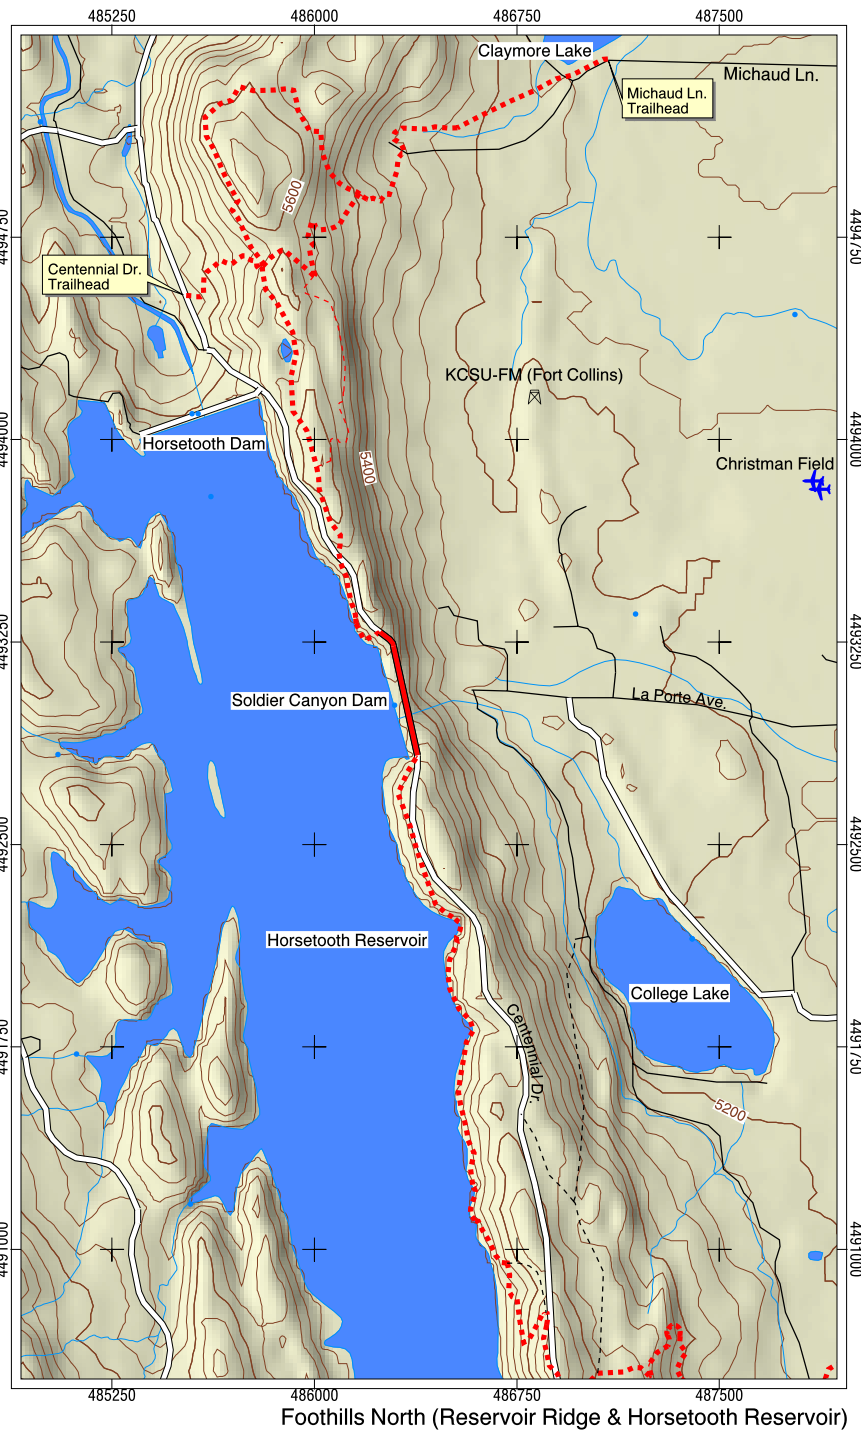 485250 486000 486750 487500
Claymore Lake
Michaud Ln.
Michaud Ln.
Trailhead
5600
4494750
4494750
Centennial Dr.
Trailhead
KCSU-FM (Fort Collins)
Horsetooth Dam
4494000
4494000
5400
Christman Field
4493250
4493250
Soldier Canyon Dam
La Porte Ave.
4492500
4492500
Horsetooth Reservoir
College Lake
Centennial Dr.
4491750
4491750
5200
4491000
4491000
485250 486000 486750 487500
Foothills North (Reservoir Ridge & Horsetooth Reservoir)